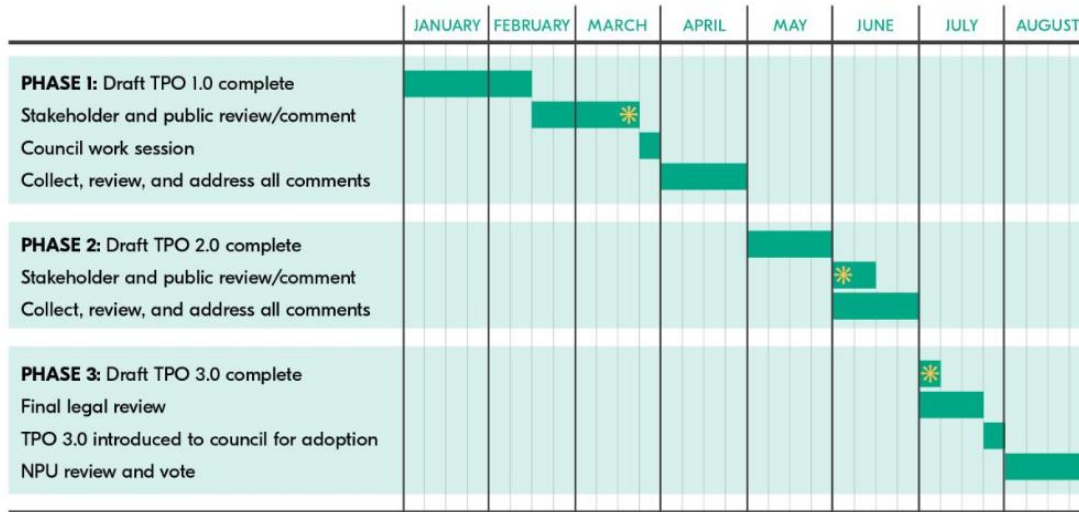 JANUARY FEBRUARY MARCH APRIL MAY JUNE JULY AUGUST
PHASE 1: Draft TPO 1.0 complete
Stakeholder and public review/comment
Council work session
Collect, review, and address all comments
PHASE 2: Draft TPO 2.0 complete
Stakeholder and public review/comment
Collect, review, and address all comments
PHASE 3: Draft TPO 3.0 complete
Final legal review
TPO 3.0 introduced to council for adoption
NPU review and vote